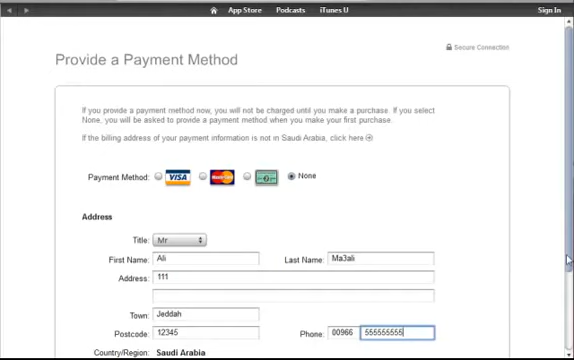 App Store Podcasts iTunes U Sign In
Secure Connection
Provide a Payment Method
If you provide a payment method now, you will not be charged until you make a purchase. If you select
None, you will be asked to provide a payment method when you make your first purchase.
If the billing address of your payment information is not in Saudi Arabia, click here
Payment Method: VISA MasterCard None
Address
Title: Mr
First Name: Ali Last Name: Ma3ali
Address: 111
Town: Jeddah
Postcode: 12345 Phone: 00966 555555555
Country/Region: Saudi Arabia